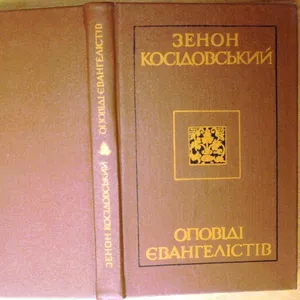 ЗЕНОН
КОСІДОВСЬКИЙ
ОПОВІДІ
ЄВАНГЕЛІСТІВ
ЗЕНОН КОСІДОВСЬКИЙ ОПОВІДІ ЄВАНГЕЛІСТІВ